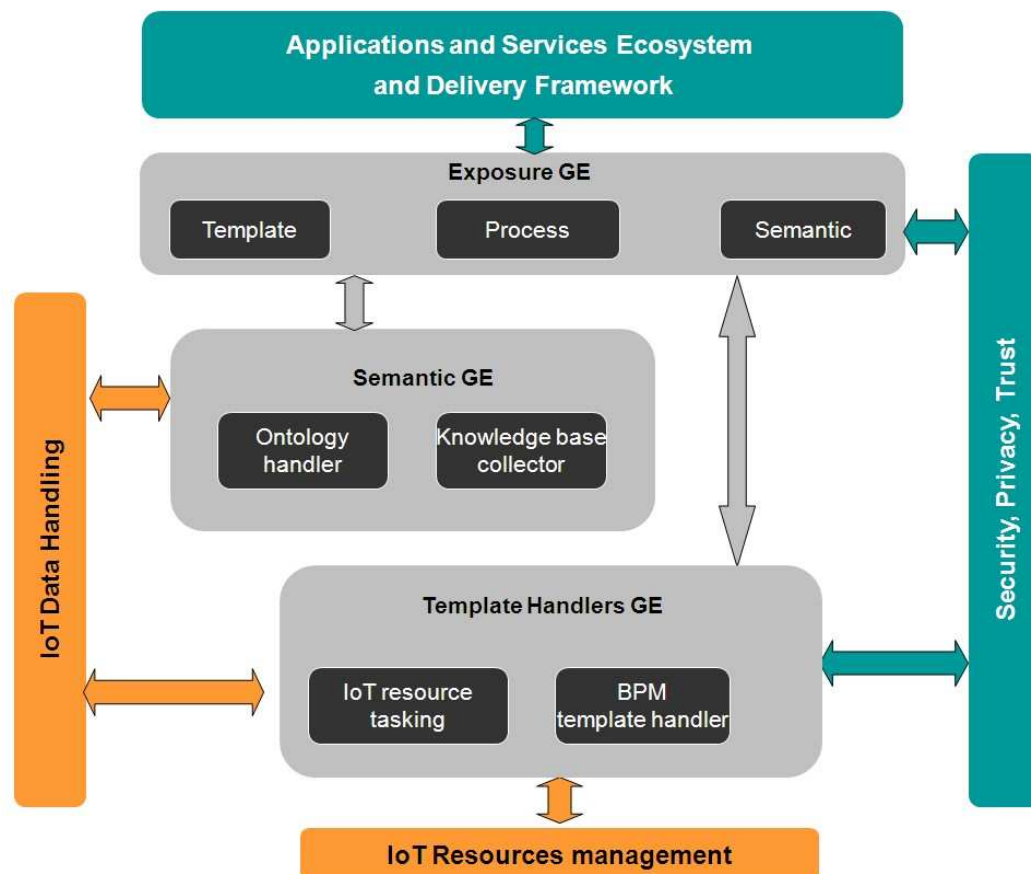 Applications and Services Ecosystem
and Delivery Framework
Exposure GE
Template
Process
Semantic
Semantic GE
Ontology
handler
Knowledge base
collector
IoT Data Handling
Security, Privacy, Trust
Template Handlers GE
IoT resource
tasking
BPM
template handler
IoT Resources management